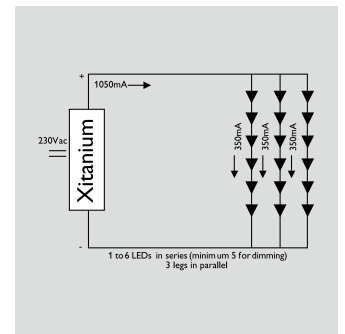 +
1050mA
230Vac
Xitanium
350mA
350mA
350mA
-
1 to 6 LEDs in series (minimum 5 for dimming)
3 legs in parallel